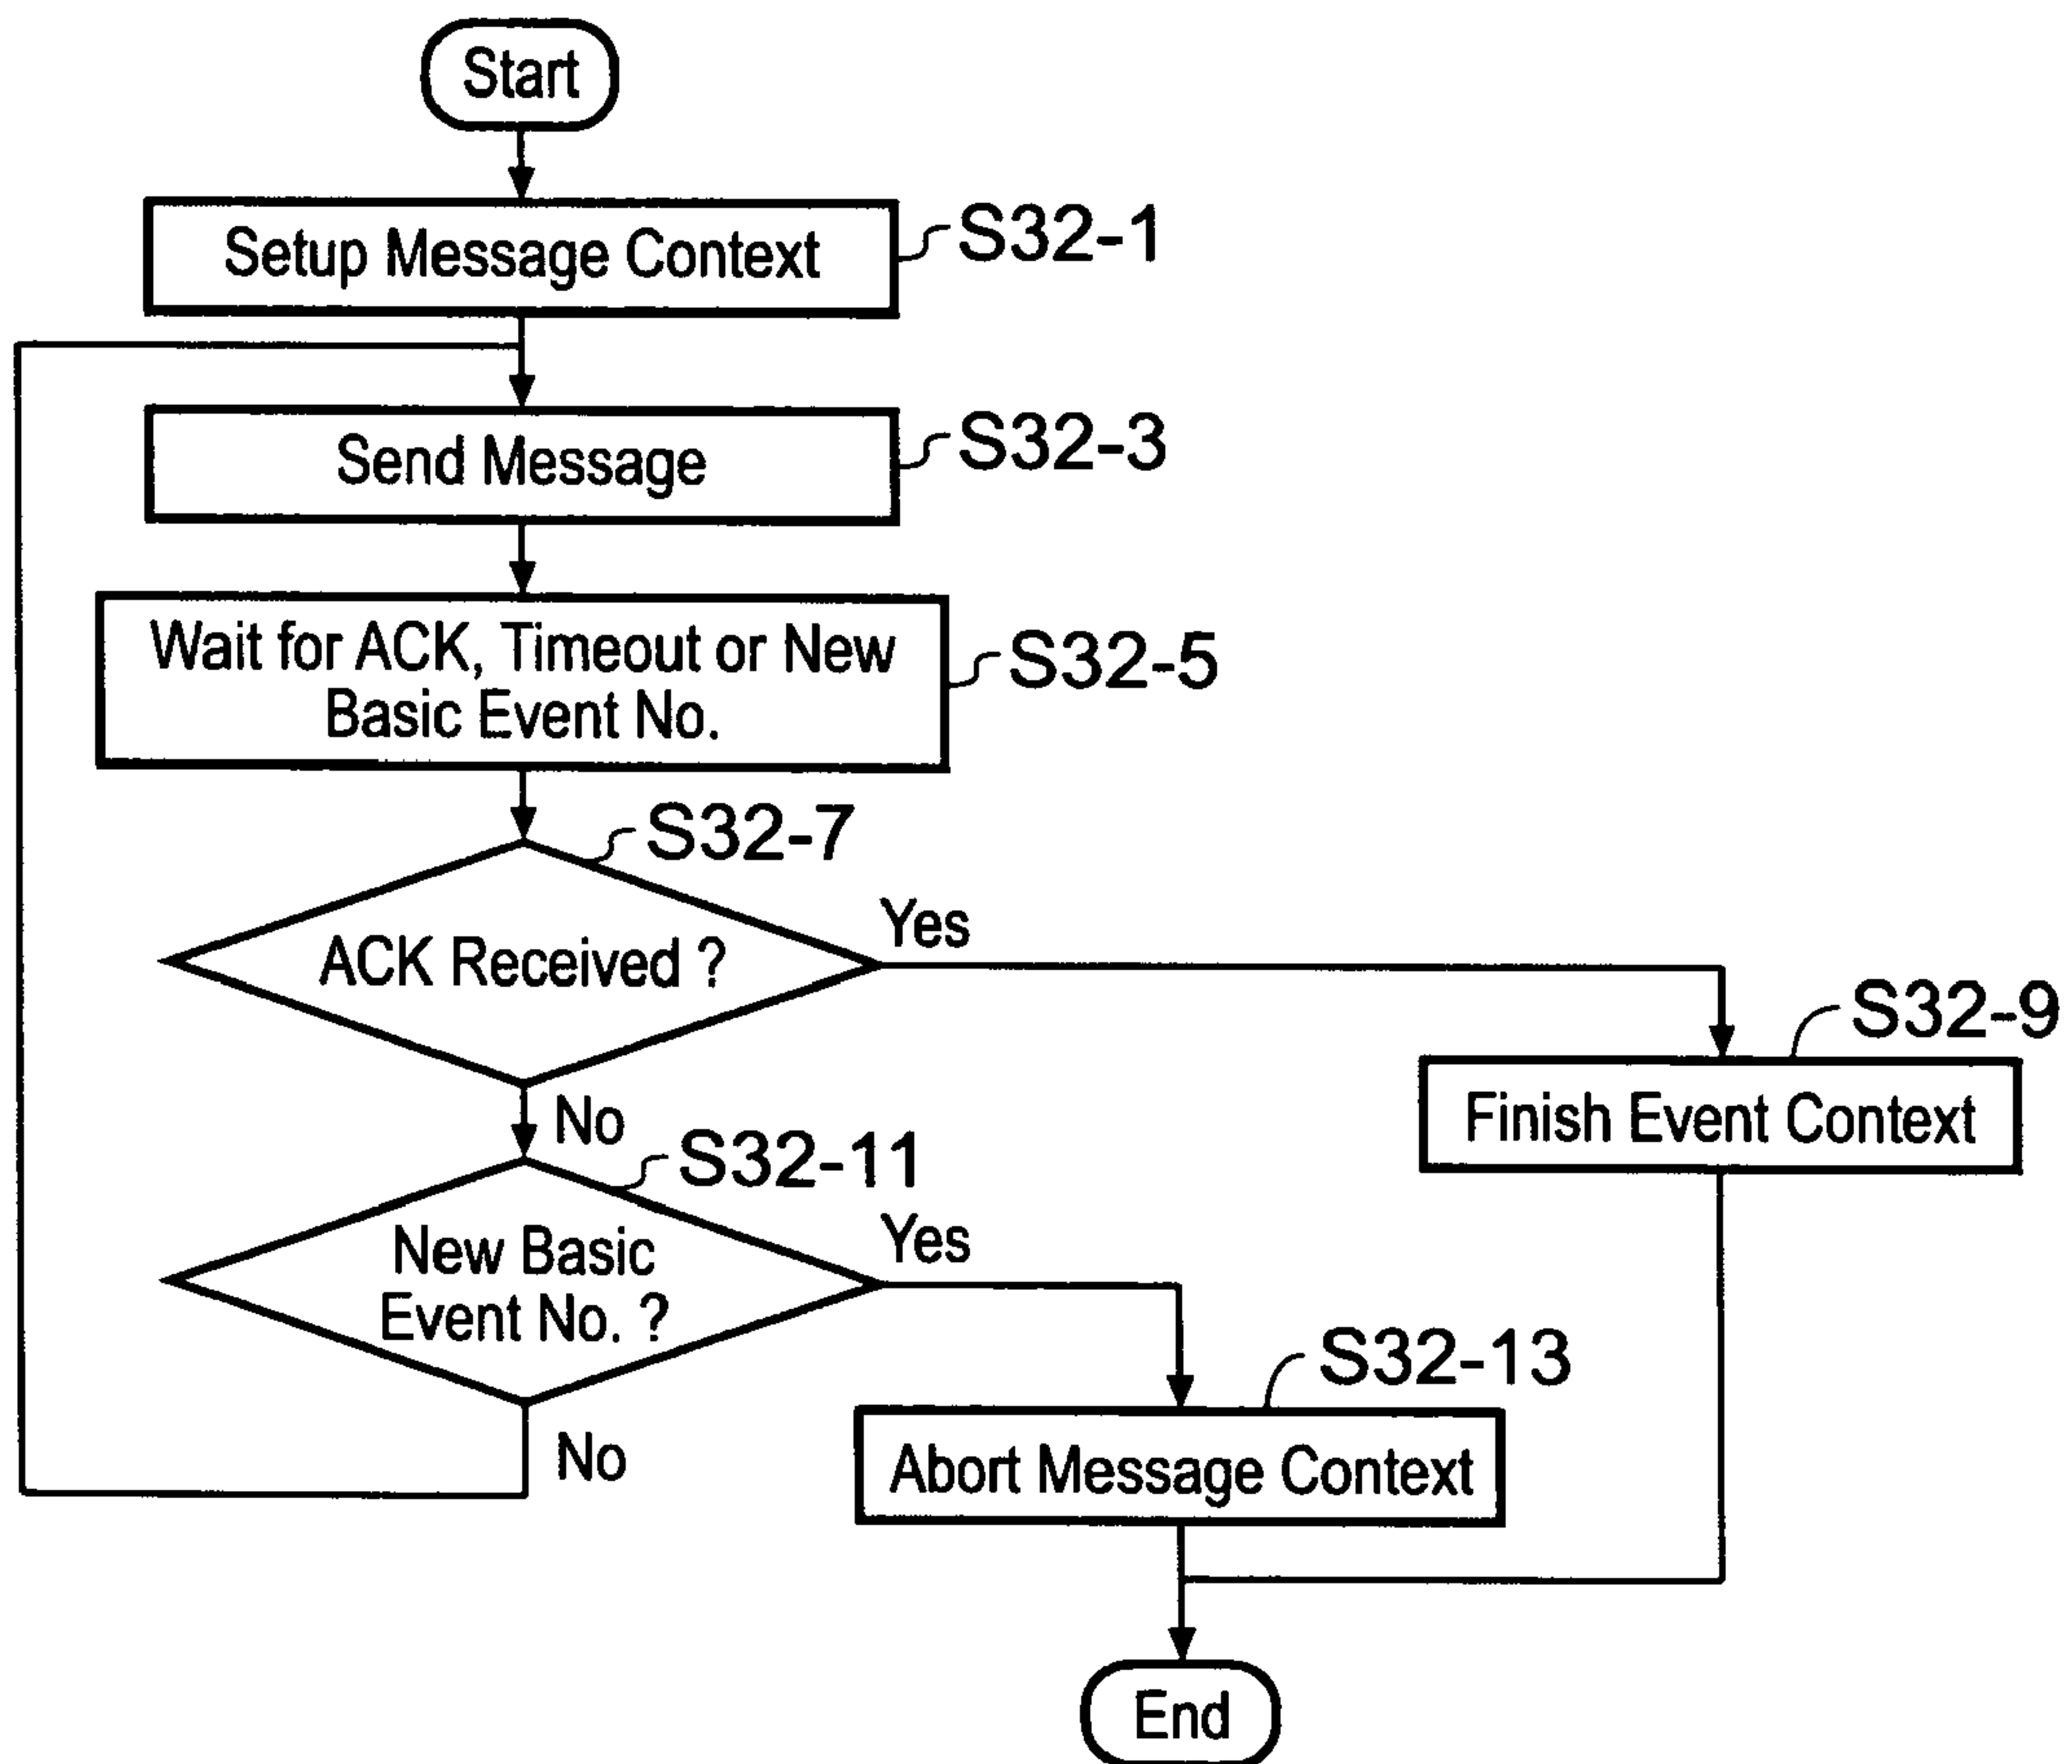 Start
Setup Message Context
S32-1
Send Message
S32-3
Wait for ACK, Timeout or New
Basic Event No.
S32-5
S32-7
ACK Received ?
Yes
S32-9
Finish Event Context
No
S32-11
New Basic
Event No. ?
Yes
S32-13
Abort Message Context
No
End